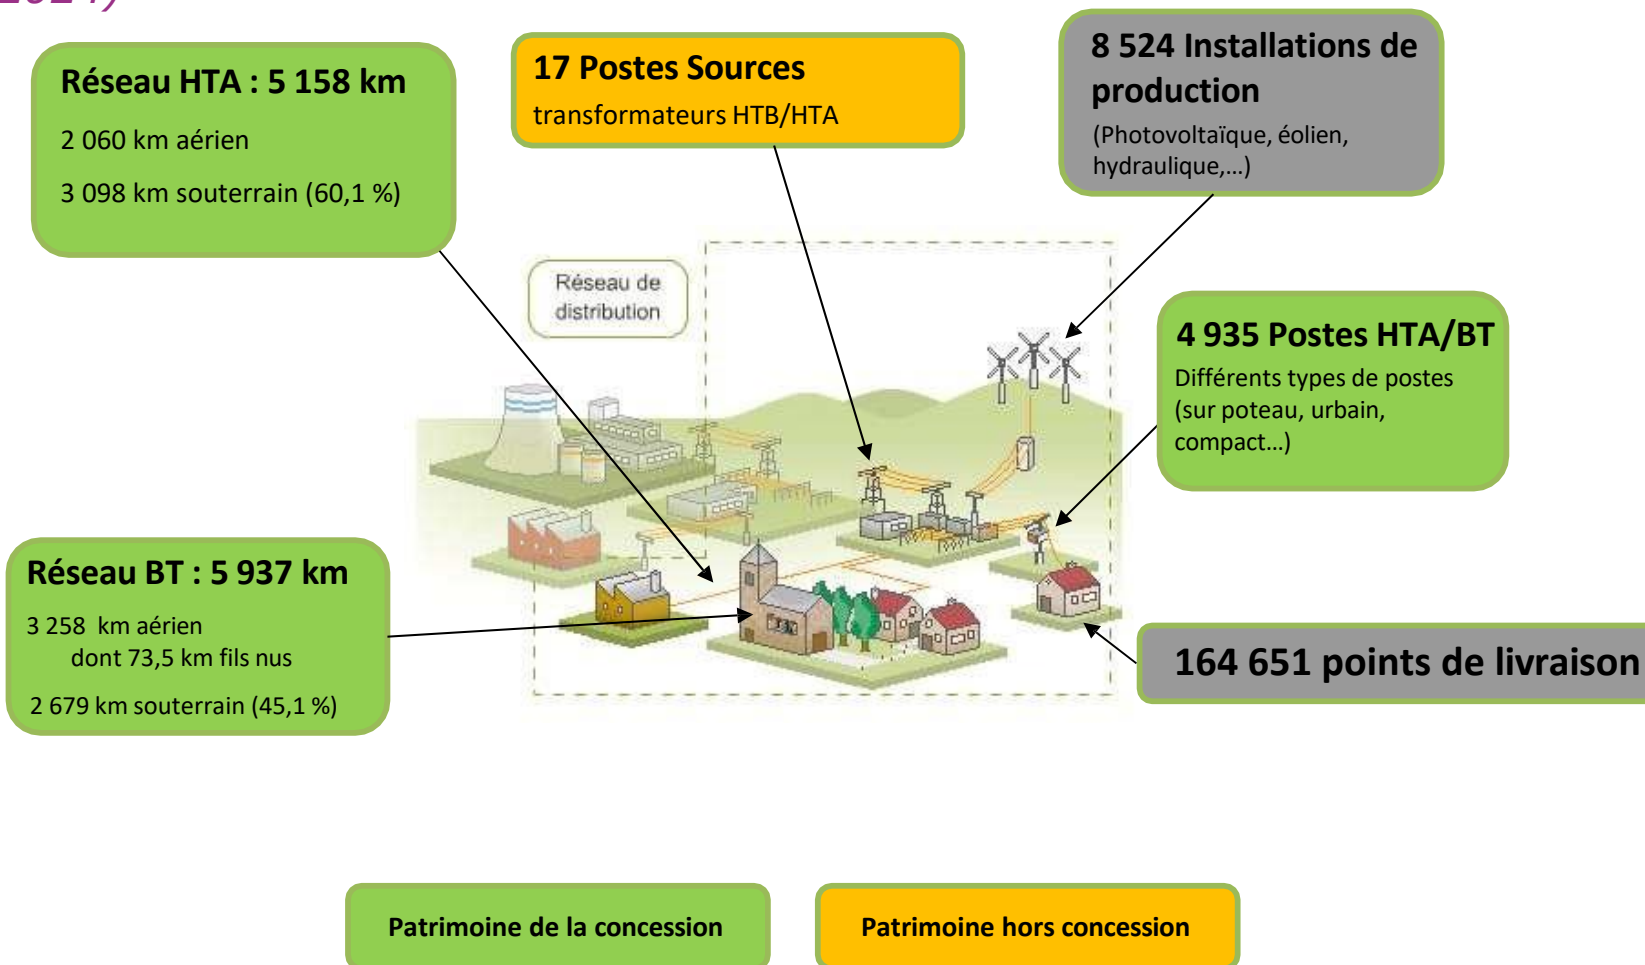 2024)
Réseau HTA : 5 158 km
2 060 km aérien
3 098 km souterrain (60,1 %)
17 Postes Sources
transformateurs HTB/HTA
8 524 Installations de
production
(Photovoltaïque, éolien,
hydraulique,...)
Réseau de
distribution
4 935 Postes HTA/BT
Différents types de postes
(sur poteau, urbain,
compact...)
Réseau BT : 5 937 km
3 258 km aérien
dont 73,5 km fils nus
2 679 km souterrain (45,1 %)
164 651 points de livraison
Patrimoine de la concession
Patrimoine hors concession